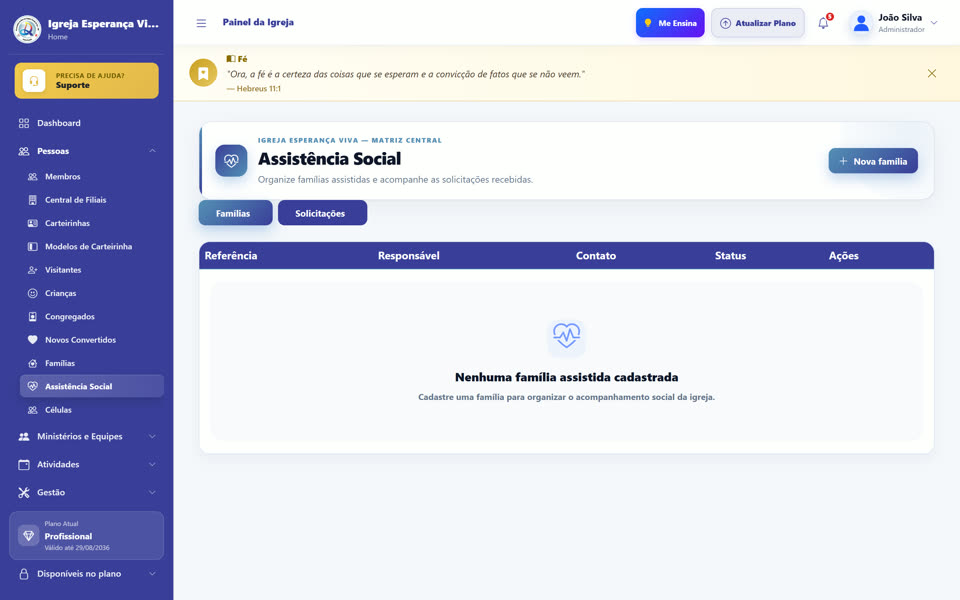 Igreja Esperança Vi...
Home
PRECISA DE AJUDA?
Suporte
Dashboard
Pessoas
Membros
Central de Filiais
Carteirinhas
Modelos de Carteirinha
Visitantes
Crianças
Congregados
Novos Convertidos
Famílias
Assistência Social
Células
Ministérios e Equipes
Atividades
Gestão
Plano Atual
Profissional
Válido até 29/08/2036
Disponíveis no plano
Painel da Igreja
Me Ensina
Atualizar Plano
5
João Silva
Administrador
Fé
"Ora, a fé é a certeza das coisas que se esperam e a convicção de fatos que se não veem."
— Hebreus 11:1
IGREJA ESPERANÇA VIVA — MATRIZ CENTRAL
Assistência Social
Organize famílias assistidas e acompanhe as solicitações recebidas.
Nova família
Famílias
Solicitações
Referência Responsável Contato Status Ações
Nenhuma família assistida cadastrada
Cadastre uma família para organizar o acompanhamento social da igreja.